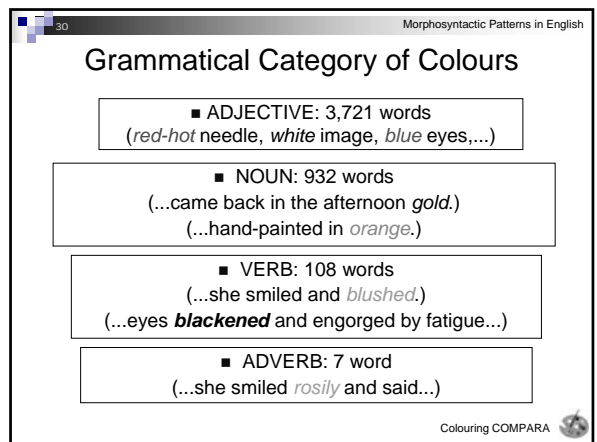 30
Morphosyntactic Patterns in English
Grammatical Category of Colours
■ ADJECTIVE: 3,721 words
(red-hot needle, white image, blue eyes,...)
■ NOUN: 932 words
(...came back in the afternoon gold.)
(...hand-painted in orange.)
■ VERB: 108 words
(...she smiled and blushed.)
(...eyes blackened and engorged by fatigue...)
■ ADVERB: 7 word
(...she smiled rosily and said...)
Colouring COMPARA